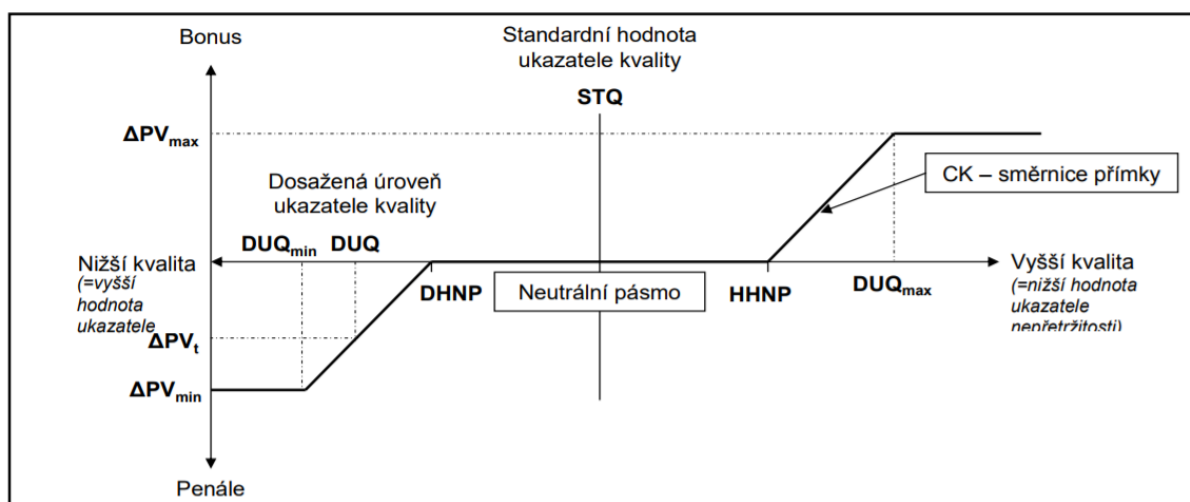 Bonus
Standardní hodnota
ukazatele kvality
STQ
ΔPVmax
CK – směrnice přímky
Dosažená úroveň
ukazatele kvality
DUQmin
DUQ
Nižší kvalita
(=vyšší
hodnota
ukazatele
DHNP
Neutrální pásmo
HHNP
DUQmax
Vyšší kvalita
(=nižší hodnota
ukazatele
nepřetržitosti)
ΔPVt
ΔPVmin
Penále